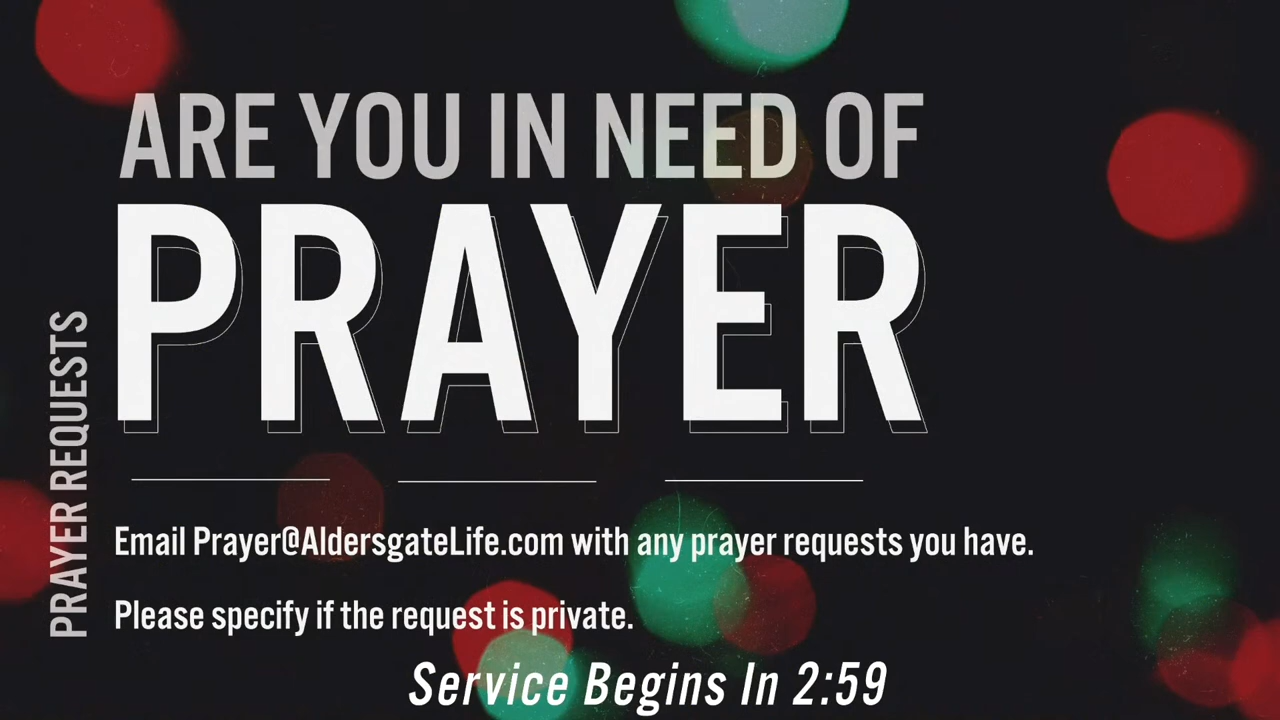 ARE YOU IN NEED OF
PRAYER
PRAYER REQUESTS
Email Prayer@AldersgateLife.com with any prayer requests you have.
Please specify if the request is private.
Service Begins In 2:59